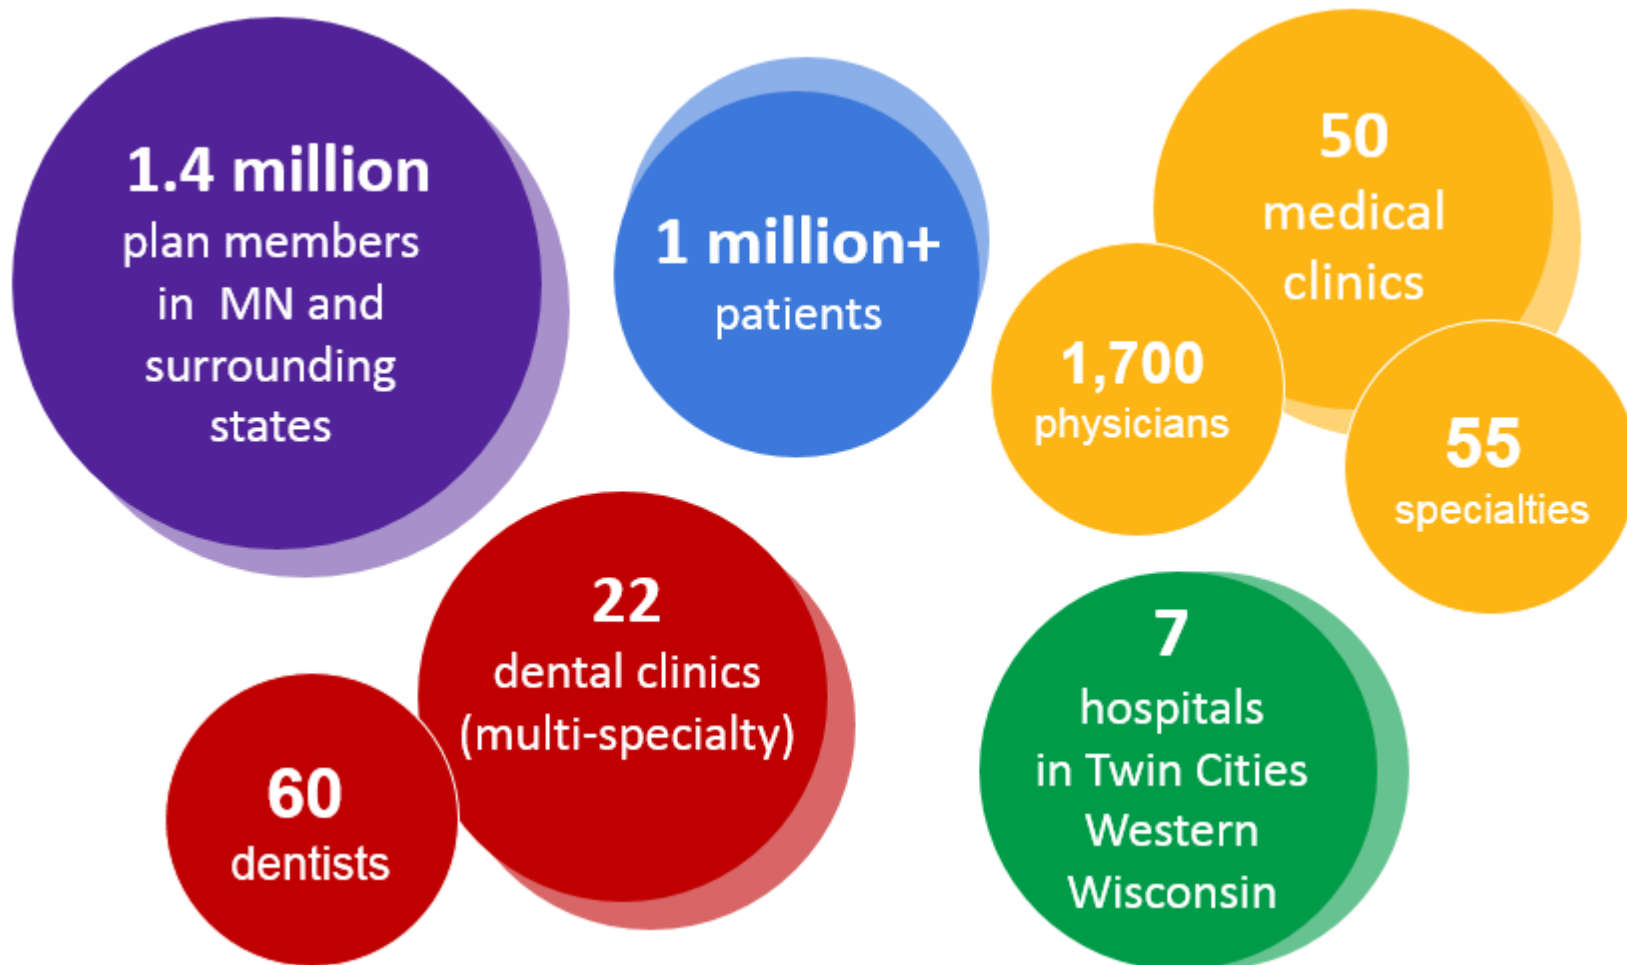 1.4 million
plan members
in MN and
surrounding
states
1 million+
patients
50
medical
clinics
1,700
physicians
55
specialties
22
dental clinics
(multi-specialty)
60
dentists
7
hospitals
in Twin Cities
Western
Wisconsin